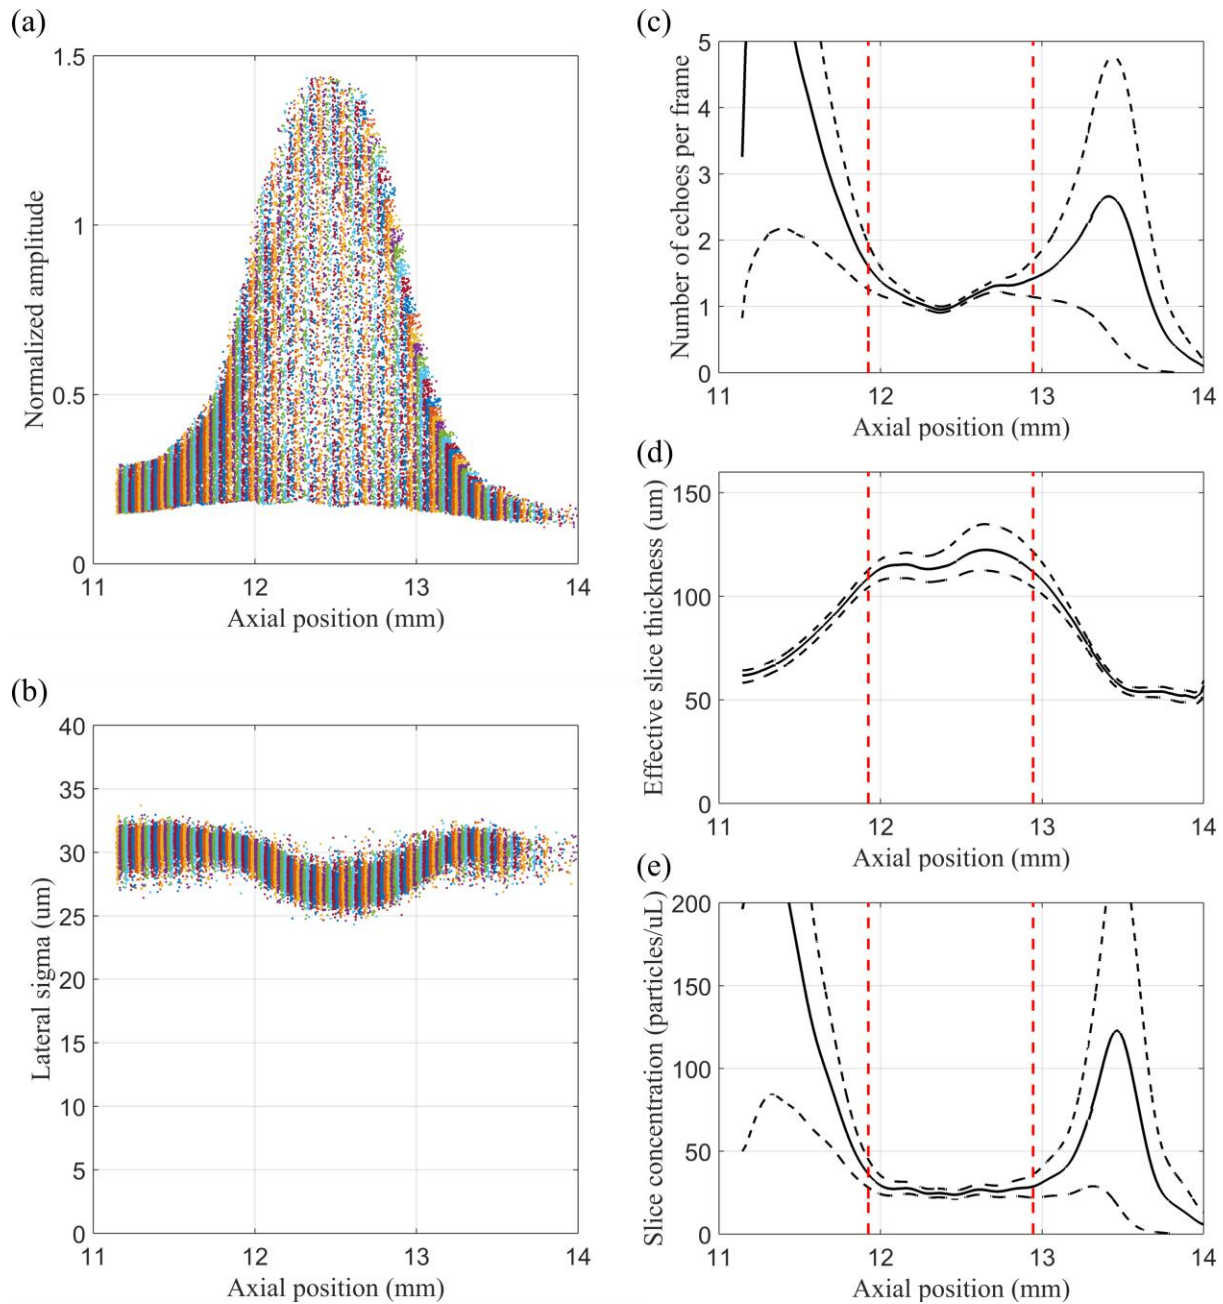 (a)
1.5
1
0.5
0
Normalized amplitude
11 12 13 14
Axial position (mm)
(b)
40
35
30
25
20
15
10
5
0
Lateral sigma (um)
11 12 13 14
Axial position (mm)
(c)
5
4
3
2
1
0
Number of echoes per frame
11 12 13 14
Axial position (mm)
(d)
150
100
50
0
Effective slice thickness (um)
11 12 13 14
Axial position (mm)
(e)
200
150
100
50
0
Slice concentration (particles/uL)
11 12 13 14
Axial position (mm)